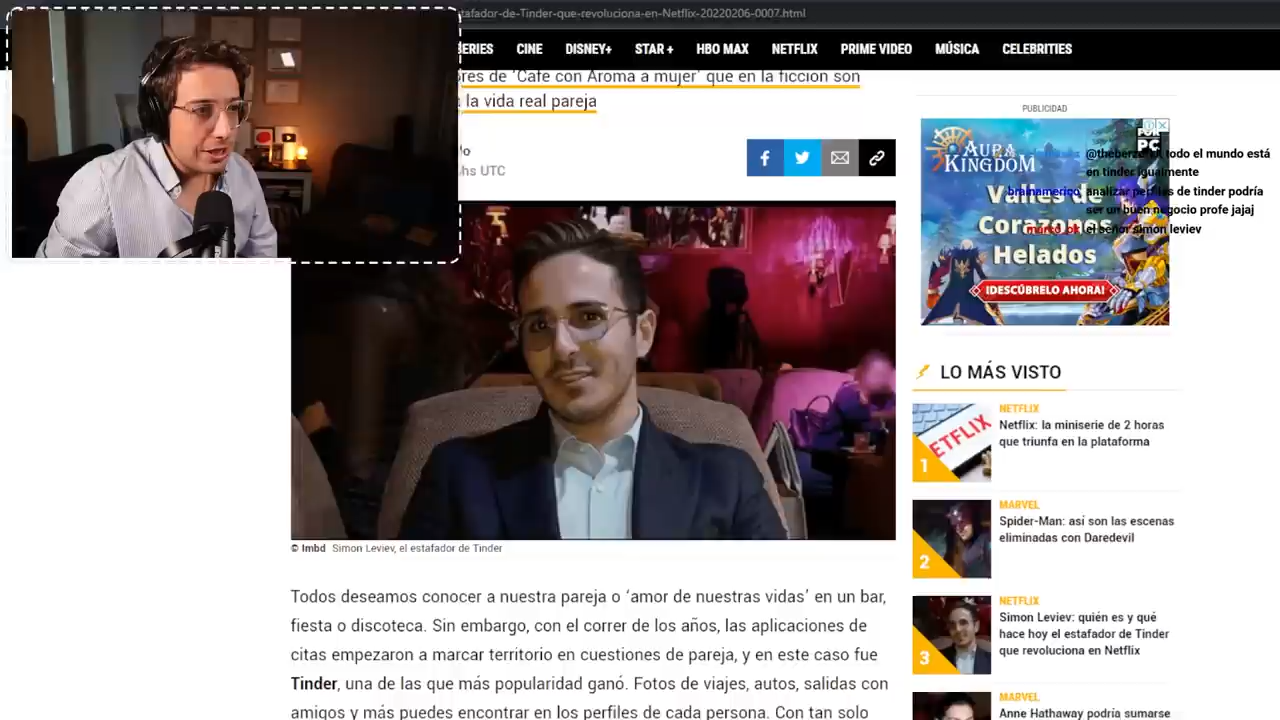 tafador-de-Tinder-que-revoluciona-en-Netflix-20220206-0007.html
ERIES CINE DISNEY+ STAR + HBO MAX NETFLIX PRIME VIDEO MÚSICA CELEBRITIES
res de ‘Cafe con Aroma a mujer’ que en la ficción son
la vida real pareja
hs UTC
PUBLICIDAD
AURA KINGDOM
FOR PC
Valles de
Corazones
Helados
¡DESCÚBRELO AHORA!
todo el mundo está
en tinder igualmente
brainamerico analizar perfiles de tinder podría
ser un buen negocio profe jajaj
el señor simon leviev
© Imbd Simon Leviev, el estafador de Tinder
Todos deseamos conocer a nuestra pareja o ‘amor de nuestras vidas’ en un bar,
fiesta o discoteca. Sin embargo, con el correr de los años, las aplicaciones de
citas empezaron a marcar territorio en cuestiones de pareja, y en este caso fue
Tinder, una de las que más popularidad ganó. Fotos de viajes, autos, salidas con
amigos y más puedes encontrar en los perfiles de cada persona. Con tan solo
LO MÁS VISTO
ETFLIX
1
NETFLIX
Netflix: la miniserie de 2 horas
que triunfa en la plataforma
2
MARVEL
Spider-Man: así son las escenas
eliminadas con Daredevil
3
NETFLIX
Simon Leviev: quién es y qué
hace hoy el estafador de Tinder
que revoluciona en Netflix
MARVEL
Anne Hathaway podría sumarse